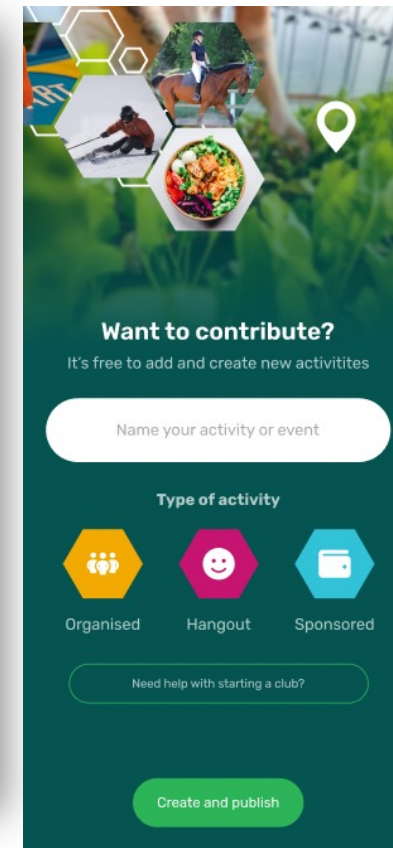 ART
Want to contribute?
It's free to add and create new activitites
Name your activity or event
Type of activity
Organised
Hangout
Sponsored
Need help with starting a club?
Create and publish